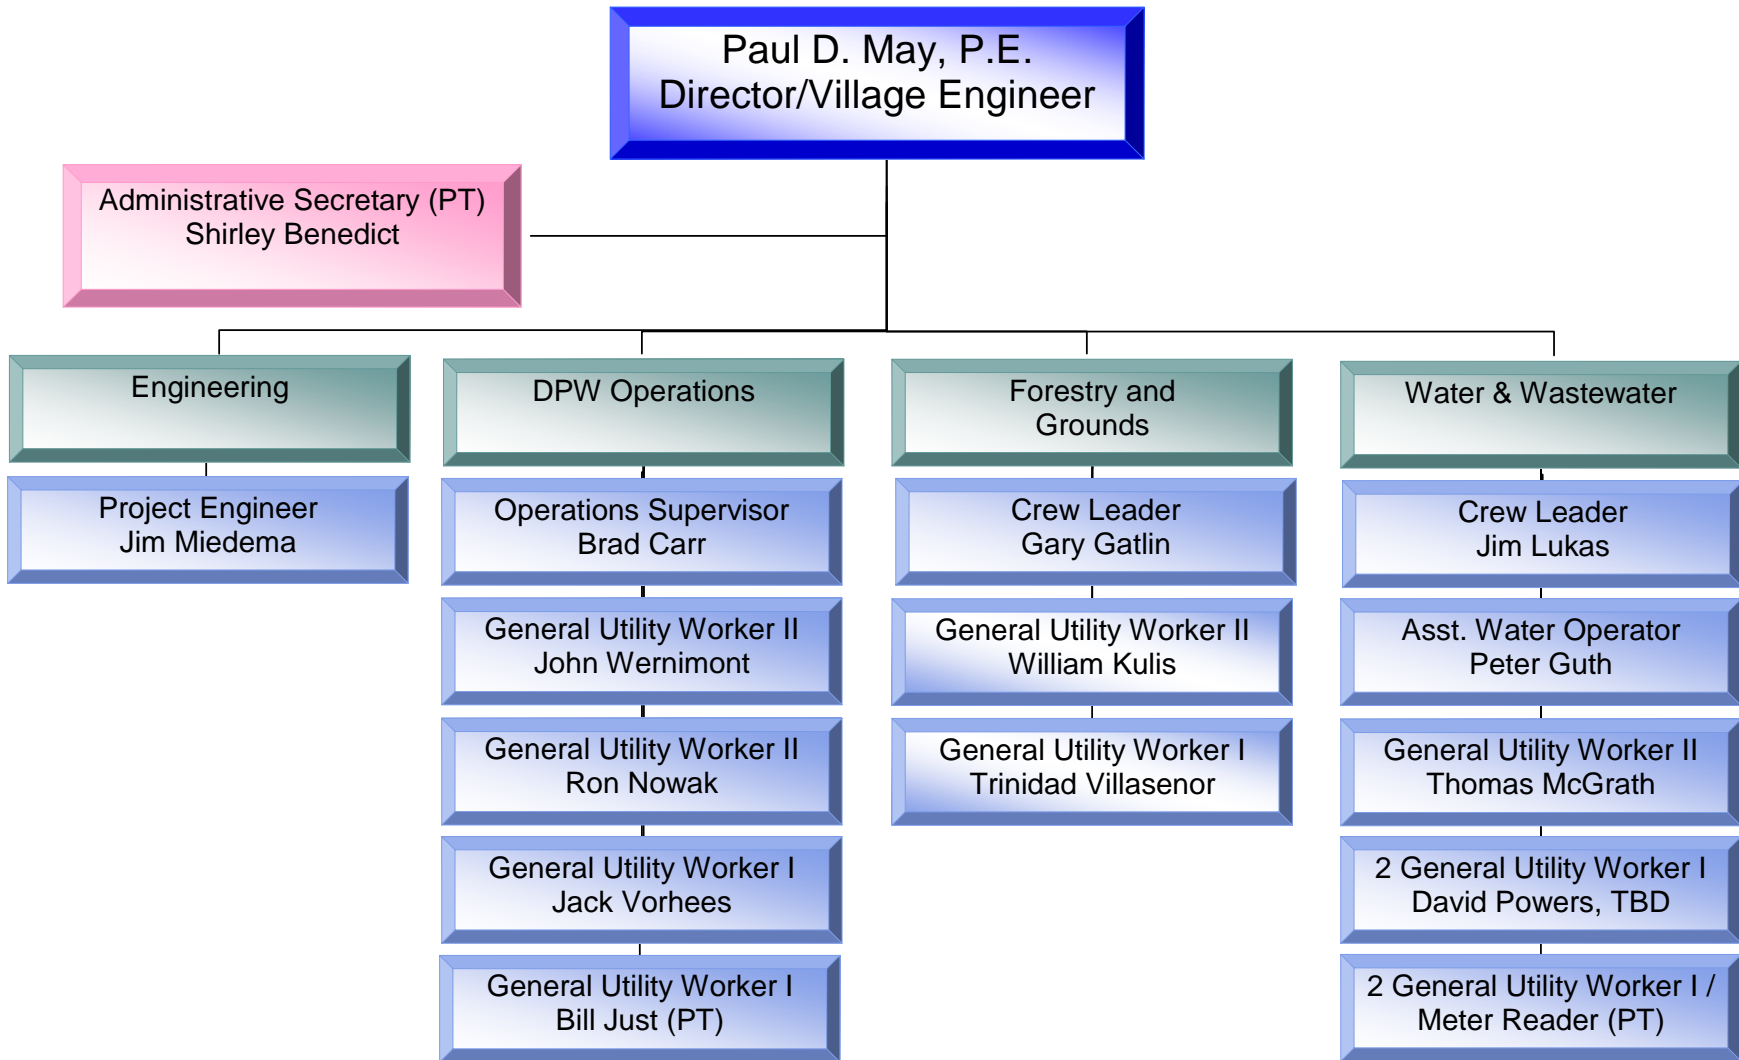 Paul D. May, P.E.
Director/Village Engineer
Administrative Secretary (PT)
Shirley Benedict
Engineering
Project Engineer
Jim Miedema
DPW Operations
Operations Supervisor
Brad Carr
General Utility Worker II
John Wernimont
General Utility Worker II
Ron Nowak
General Utility Worker I
Jack Vorhees
General Utility Worker I
Bill Just (PT)
Forestry and
Grounds
Crew Leader
Gary Gatlin
General Utility Worker II
William Kulis
General Utility Worker I
Trinidad Villasenor
Water & Wastewater
Crew Leader
Jim Lukas
Asst. Water Operator
Peter Guth
General Utility Worker II
Thomas McGrath
2 General Utility Worker I
David Powers, TBD
2 General Utility Worker I /
Meter Reader (PT)